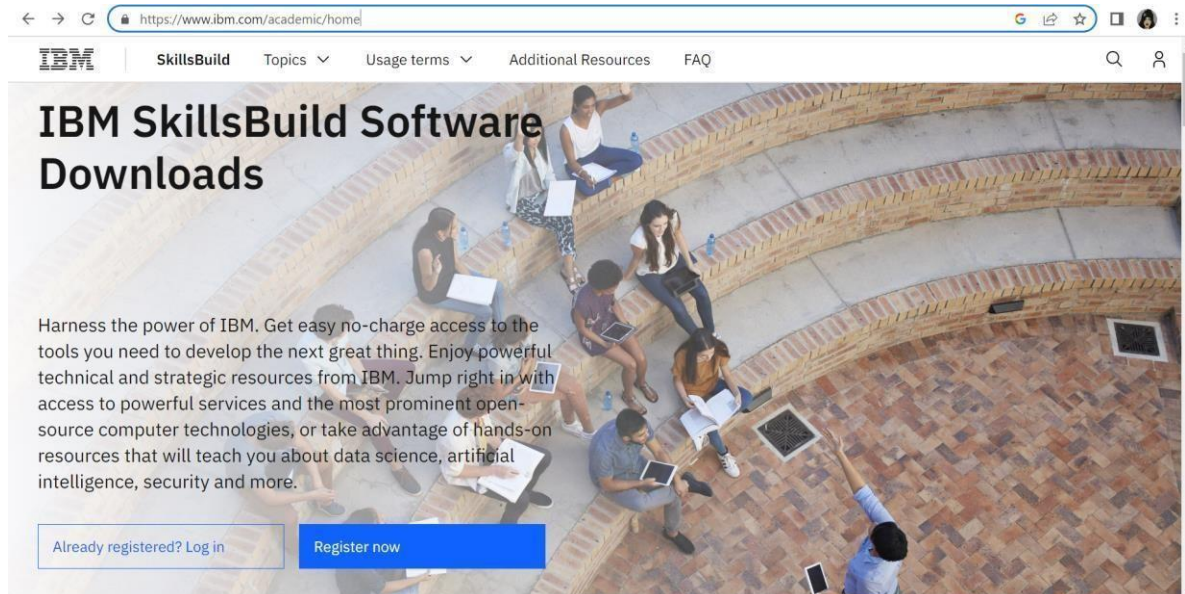 https://www.ibm.com/academic/home
IBM SkillsBuild Topics Usage terms Additional Resources FAQ
IBM SkillsBuild Software
Downloads
Harness the power of IBM. Get easy no-charge access to the
tools you need to develop the next great thing. Enjoy powerful
technical and strategic resources from IBM. Jump right in with
access to powerful services and the most prominent open-
source computer technologies, or take advantage of hands-on
resources that will teach you about data science, artificial
intelligence, security and more.
Already registered? Log in Register now